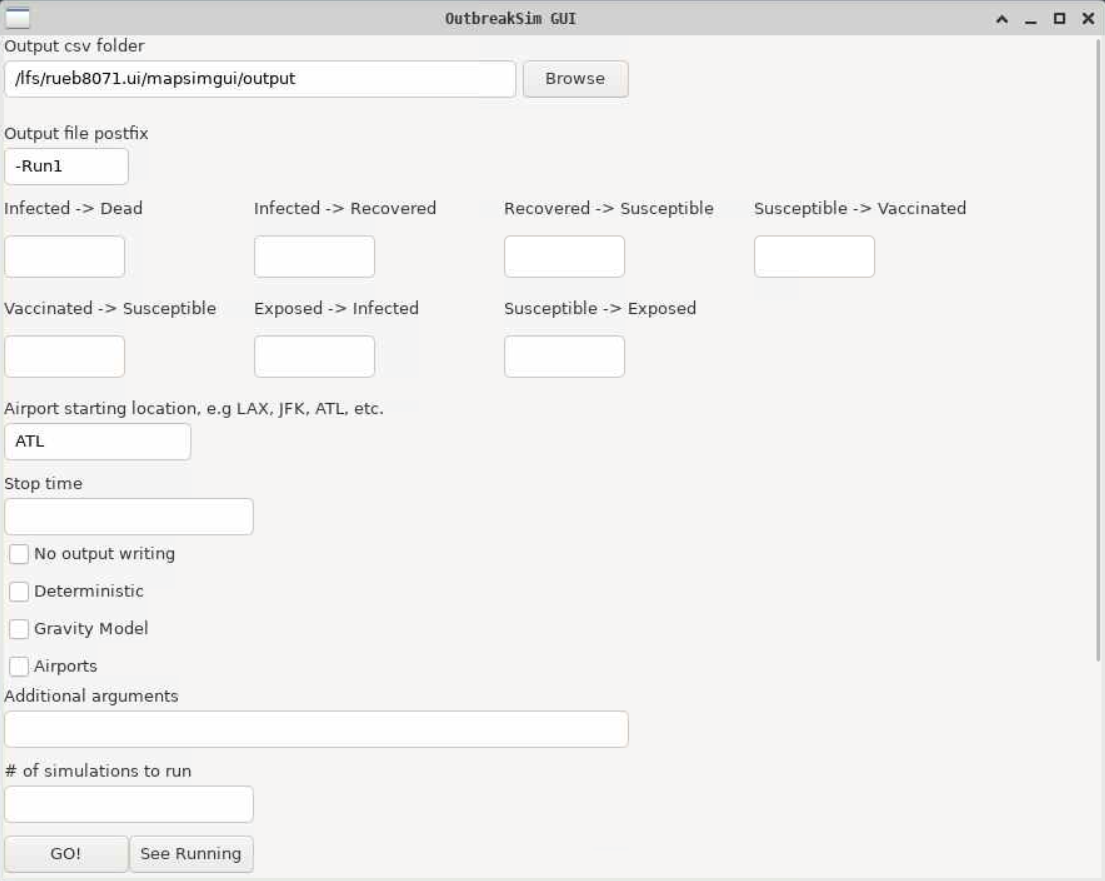 OutbreakSim GUI
Output csv folder
/lfs/rueb8071.ui/mapsimgui/output Browse
Output file postfix
-Run1
Infected -> Dead Infected -> Recovered Recovered -> Susceptible Susceptible -> Vaccinated
Vaccinated -> Susceptible Exposed -> Infected Susceptible -> Exposed
Airport starting location, e.g LAX, JFK, ATL, etc.
ATL
Stop time
No output writing
Deterministic
Gravity Model
Airports
Additional arguments
# of simulations to run
GO! See Running